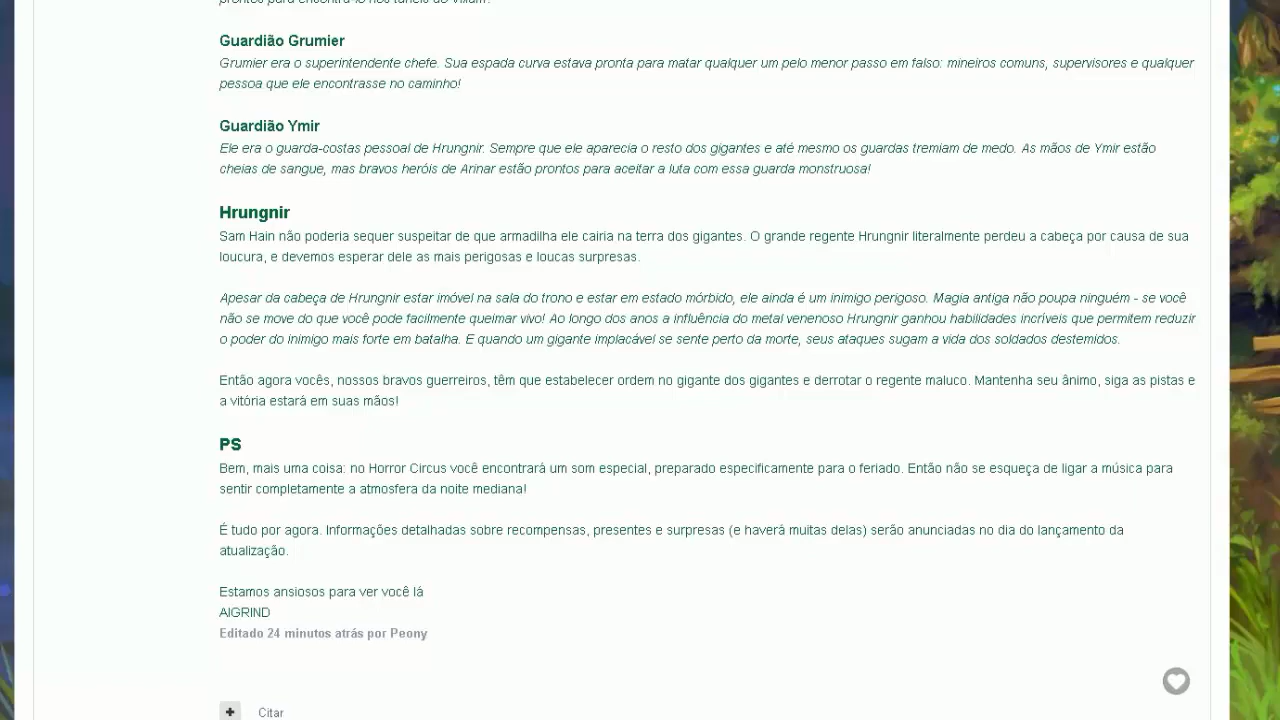 prontos para encontrá-lo nos túneis do Villam!
Guardião Grumier
Grumier era o superintendente chefe. Sua espada curva estava pronta para matar qualquer um pelo menor passo em falso: mineiros comuns, supervisores e qualquer
pessoa que ele encontrasse no caminho!
Guardião Ymir
Ele era o guarda-costas pessoal de Hrungnir. Sempre que ele aparecia o resto dos gigantes e até mesmo os guardas tremiam de medo. As mãos de Ymir estão
cheias de sangue, mas bravos heróis de Arinar estão prontos para aceitar a luta com essa guarda monstruosa!
Hrungnir
Sam Hain não poderia sequer suspeitar de que armadilha ele cairia na terra dos gigantes. O grande regente Hrungnir literalmente perdeu a cabeça por causa de sua
loucura, e devemos esperar dele as mais perigosas e loucas surpresas.
Apesar da cabeça de Hrungnir estar imóvel na sala do trono e estar em estado mórbido, ele ainda é um inimigo perigoso. Magia antiga não poupa ninguém - se você
não se move do que você pode facilmente queimar vivo! Ao longo dos anos a influência do metal venenoso Hrungnir ganhou habilidades incríveis que permitem reduzir
o poder do inimigo mais forte em batalha. E quando um gigante implacável se sente perto da morte, seus ataques sugam a vida dos soldados destemidos.
Então agora vocês, nossos bravos guerreiros, têm que estabelecer ordem no gigante dos gigantes e derrotar o regente maluco. Mantenha seu ânimo, siga as pistas e
a vitória estará em suas mãos!
PS
Bem, mais uma coisa: no Horror Circus você encontrará um som especial, preparado especificamente para o feriado. Então não se esqueça de ligar a música para
sentir completamente a atmosfera da noite mediana!
É tudo por agora. Informações detalhadas sobre recompensas, presentes e surpresas (e haverá muitas delas) serão anunciadas no dia do lançamento da
atualização.
Estamos ansiosos para ver você lá
AIGRIND
Editado 24 minutos atrás por Peony
Citar